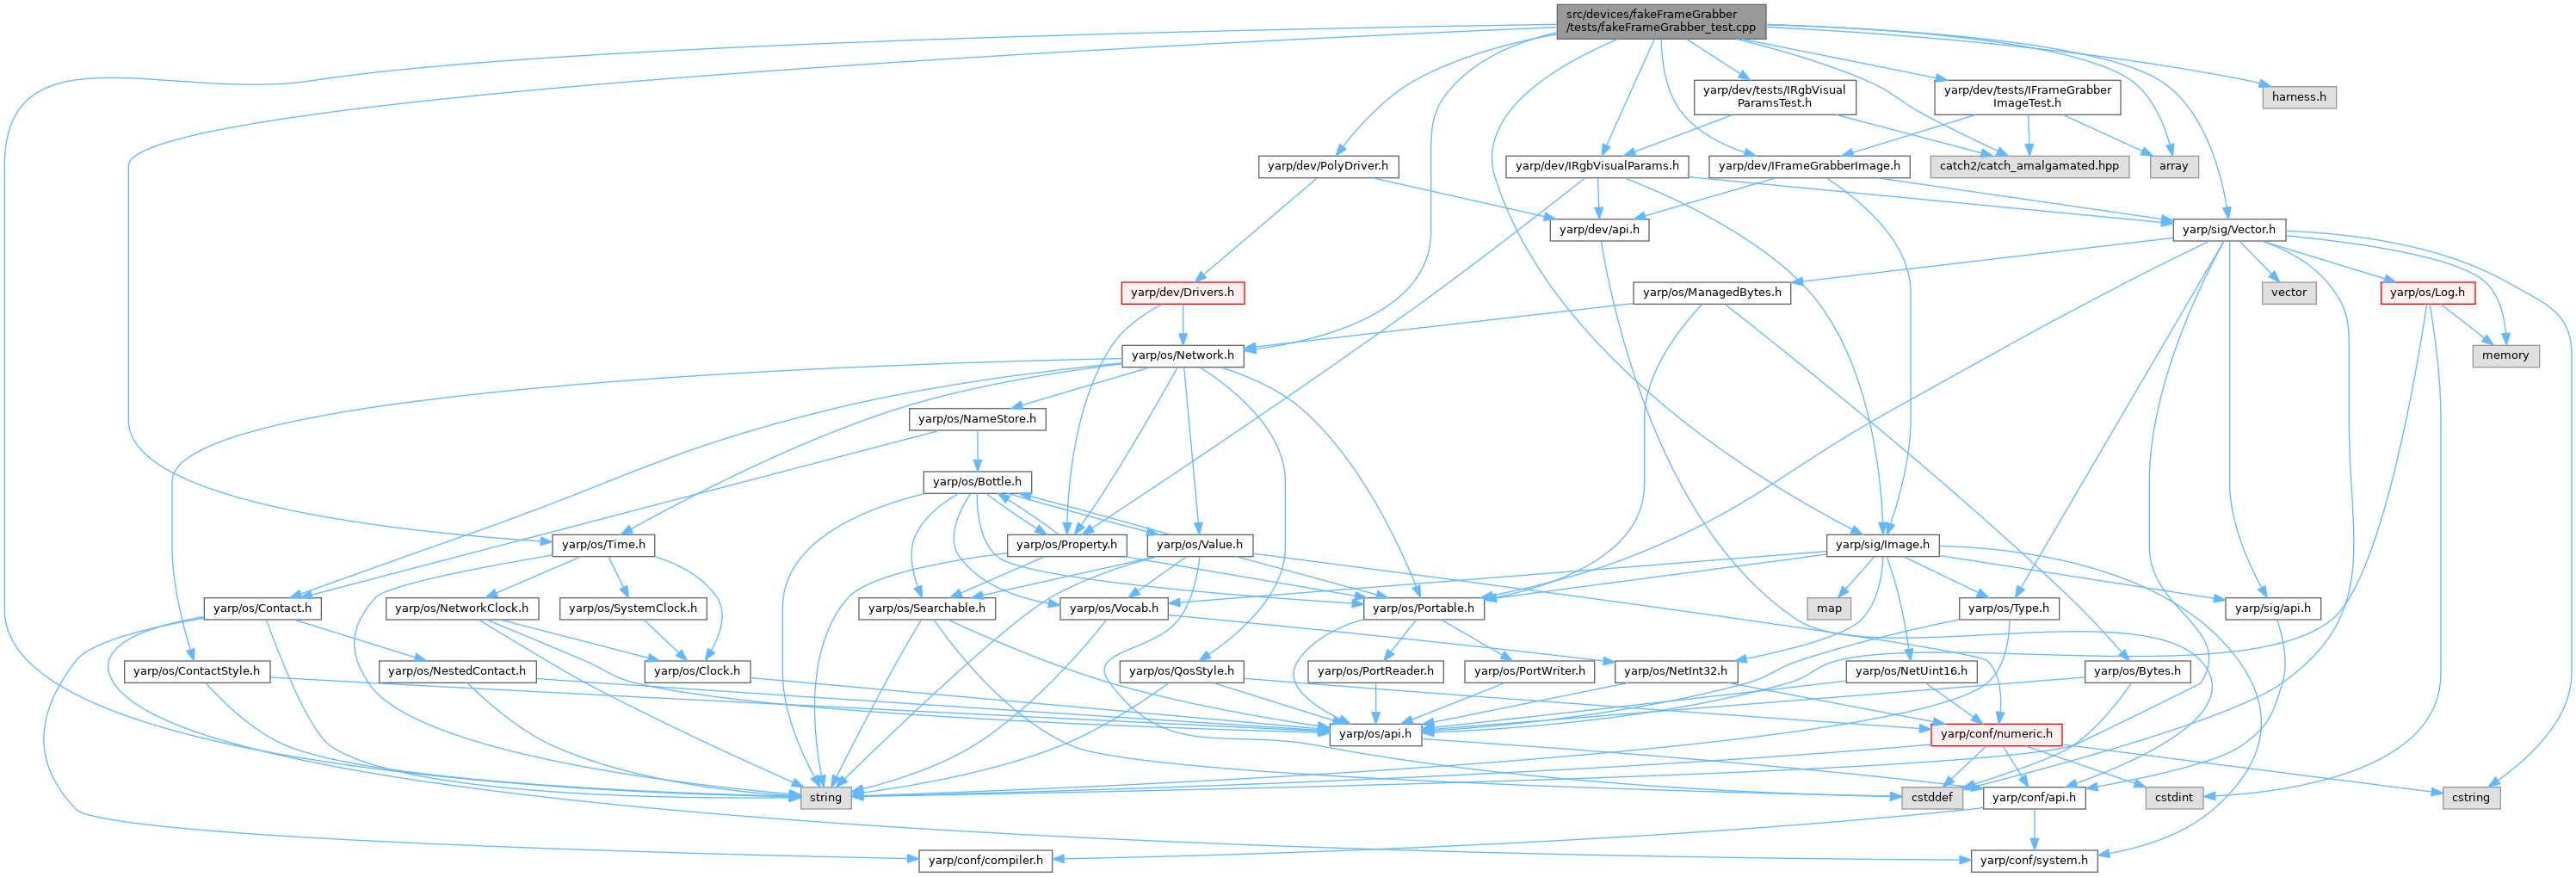 src/devices/fakeFrameGrabber
/tests/fakeFrameGrabber_test.cpp
yarp/dev/tests/IRgbVisual
ParamsTest.h
yarp/dev/tests/IFrameGrabber
ImageTest.h
harness.h
yarp/dev/PolyDriver.h
yarp/dev/IRgbVisualParams.h
yarp/dev/IFrameGrabberImage.h
catch2/catch_amalgamated.hpp
array
yarp/dev/api.h
yarp/sig/Vector.h
yarp/dev/Drivers.h
yarp/os/ManagedBytes.h
vector
yarp/os/Log.h
yarp/os/Network.h
memory
yarp/os/NameStore.h
yarp/os/Bottle.h
yarp/os/Time.h
yarp/os/Property.h
yarp/os/Value.h
yarp/sig/Image.h
yarp/os/Contact.h
yarp/os/NetworkClock.h
yarp/os/SystemClock.h
yarp/os/Searchable.h
yarp/os/Vocab.h
yarp/os/Portable.h
map
yarp/os/Type.h
yarp/sig/api.h
yarp/os/ContactStyle.h
yarp/os/NestedContact.h
yarp/os/Clock.h
yarp/os/QosStyle.h
yarp/os/PortReader.h
yarp/os/PortWriter.h
yarp/os/NetInt32.h
yarp/os/NetUint16.h
yarp/os/Bytes.h
yarp/os/api.h
yarp/conf/numeric.h
string
cstddef
yarp/conf/api.h
cstdint
cstring
yarp/conf/compiler.h
yarp/conf/system.h